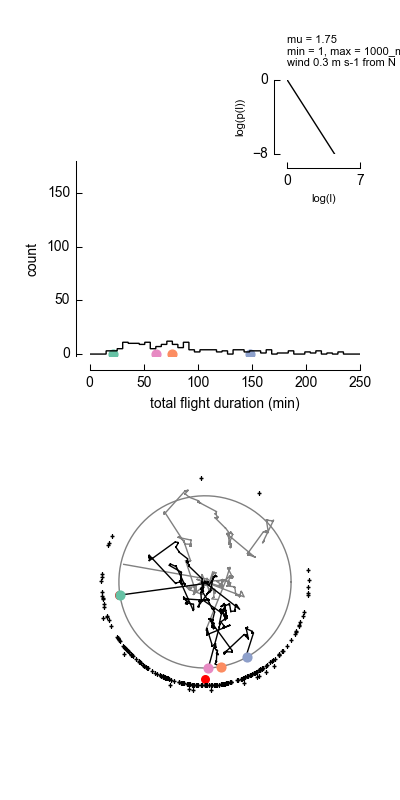 mu = 1.75
min = 1, max = 1000_m
wind 0.3 m s-1 from N
0
log(p(l))
−8
0
7
log(l)
150
100
50
0
count
0
50
100
150
200
250
total flight duration (min)